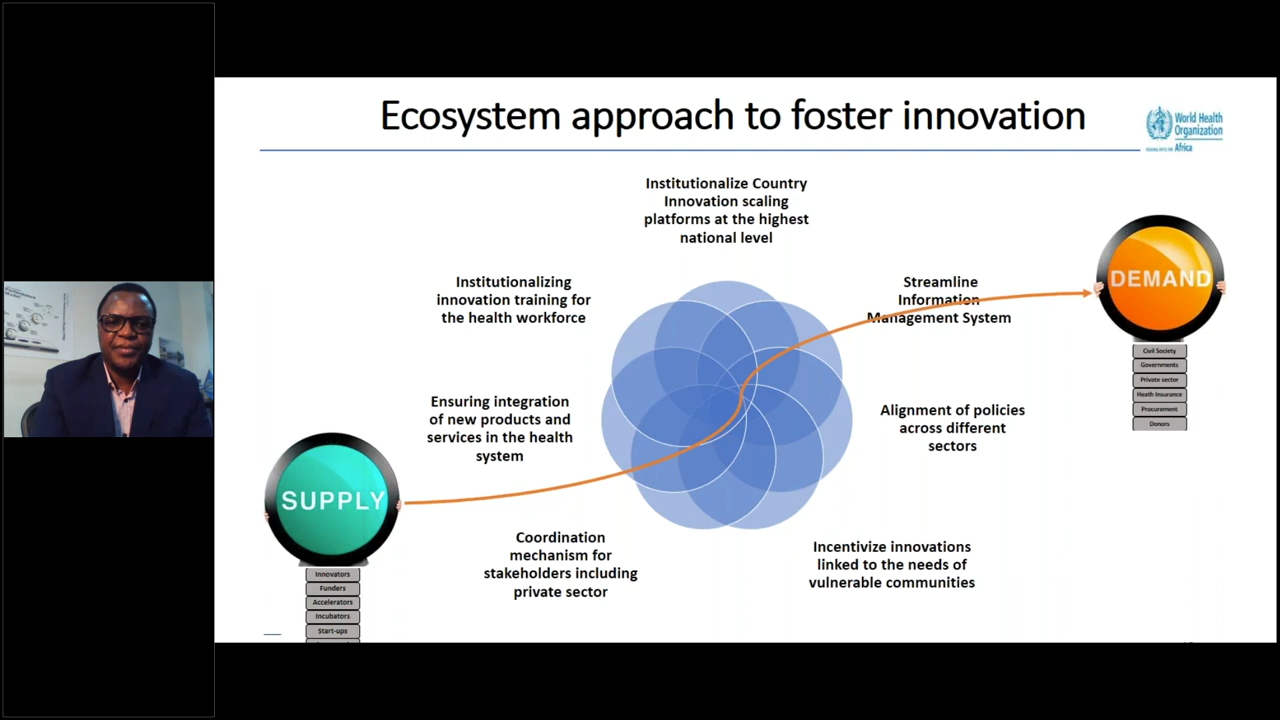 Ecosystem approach to foster innovation
World Health
Organization
Africa
Institutionalize Country
Innovation scaling
platforms at the highest
national level
Institutionalizing
innovation training for
the health workforce
Streamline
Information
Management System
DEMAND
Civil Society
Governments
Private sector
Heath Insurance
Procurement
Donors
Ensuring integration
of new products and
services in the health
system
Alignment of policies
across different
sectors
SUPPLY
Innovators
Funders
Accelerators
Incubators
Start-ups
Coordination
mechanism for
stakeholders including
private sector
Incentivize innovations
linked to the needs of
vulnerable communities